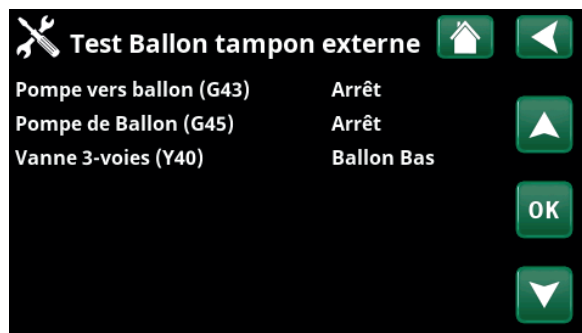 Test Ballon tampon externe
Pompe vers ballon (G43) Arrêt
Pompe de Ballon (G45) Arrêt
Vanne 3-voies (Y40) Ballon Bas
OK